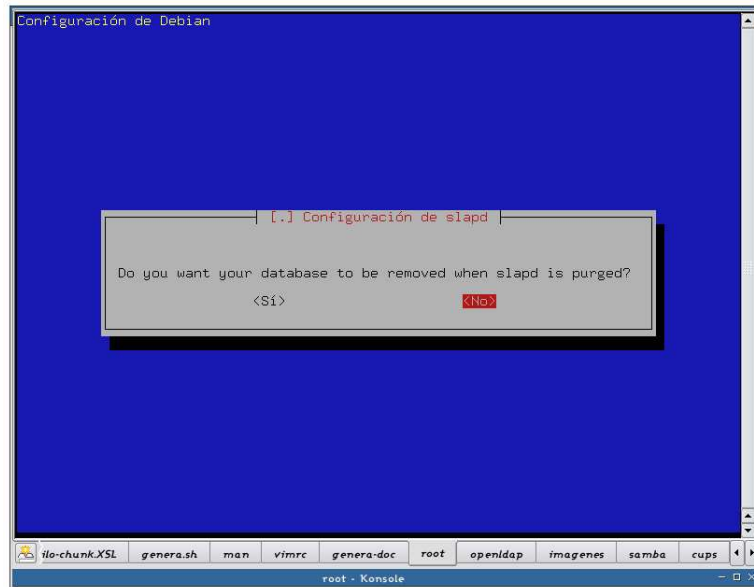 Configuración de Debian
[.] Configuración de slapd
Do you want your database to be removed when slapd is purged?
<Sí> <No>
ilo-chunk.XSL genera.sh man vimrc genera-doc root openldap imagenes samba cups
root - Konsole